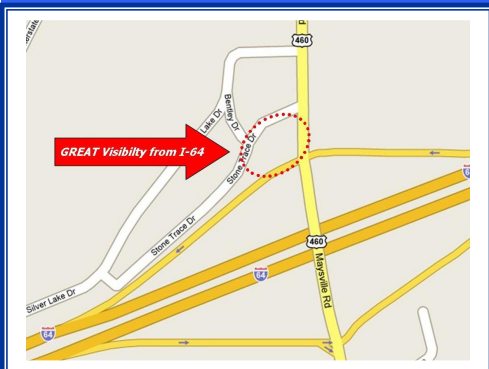 460
Bentley Dr
Lake Dr
Stone Trace Dr
GREAT Visibilty from I-64
Stone Trace Dr
460
64
Maysville Rd
64
Silver Lake Dr
64